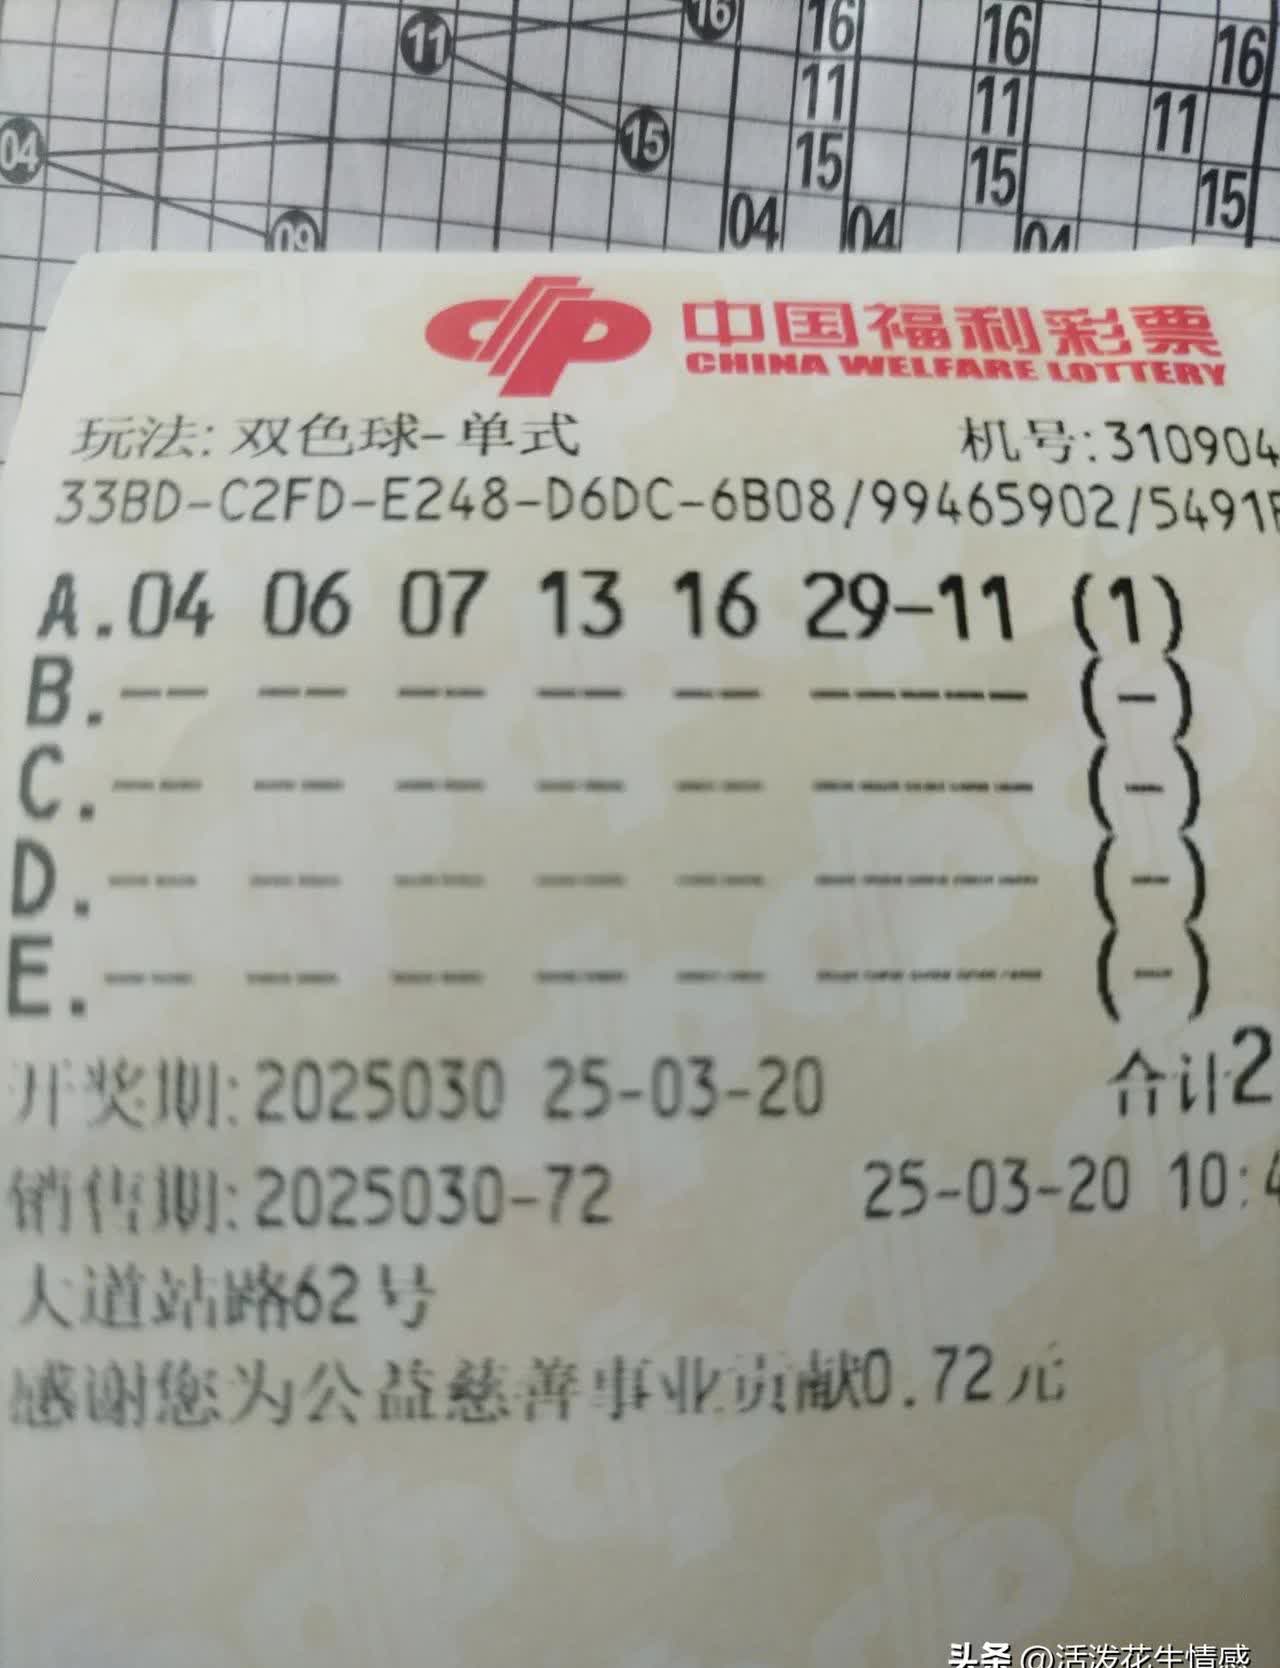 16 16 16 16
11 11 11 11
15 15 15 15
04 04 04 04
09
中国福利彩票
CHINA WELFARE LOTTERY
玩法: 双色球-单式 机号:310904
33BD-C2FD-E248-D6DC-6B08/99465902/5491
A.04 06 07 13 16 29-11 (1)
B.-- -- -- -- -- ----- (-)
C.-- -- -- -- -- ----- (-)
D.-- -- -- -- -- ----- (-)
E.-- -- -- -- -- ----- (-)
开奖期:2025030 25-03-20 合计2
销售期:2025030-72 25-03-20 10:4
大道站路62号
感谢您为公益慈善事业贡献0.72元
头条 @活泼花生情感